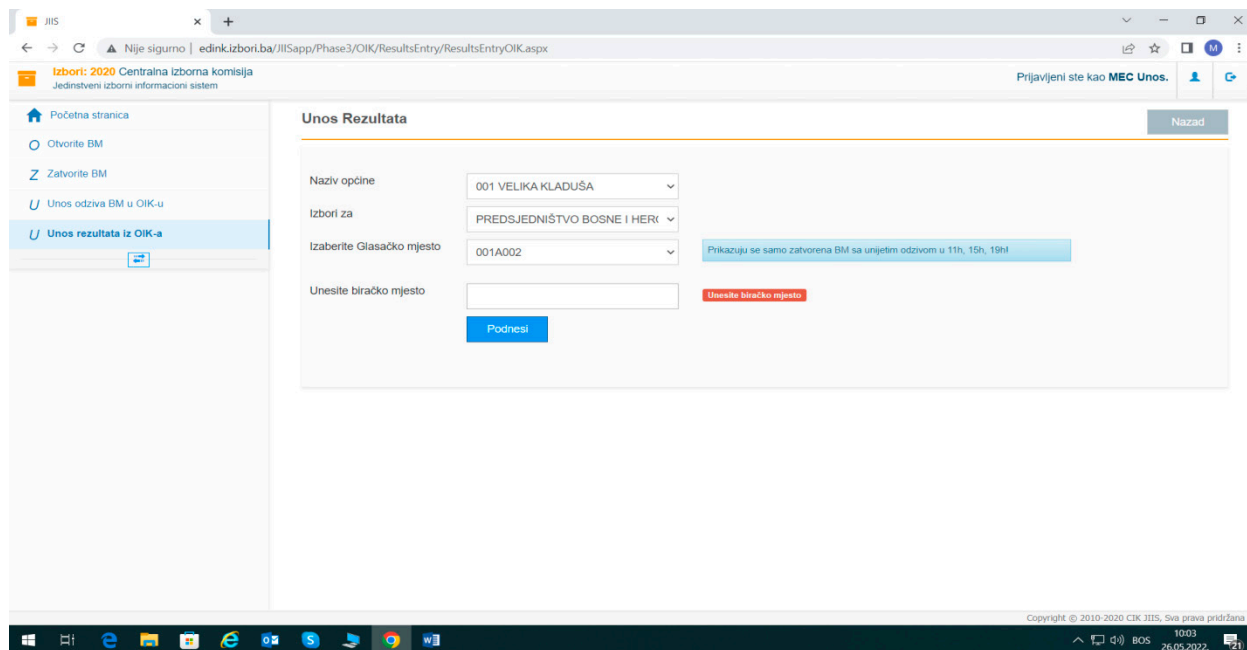 JIIS
Nije sigurno | edink.izbori.ba/JIISapp/Phase3/OIK/ResultsEntry/ResultsEntryOIK.aspx
M
Izbori: 2020 Centralna izborna komisija
Jedinstveni izborni informacioni sistem
Prijavljeni ste kao MEC Unos.
Početna stranica
O Otvorite BM
Z Zatvorite BM
U Unos odziva BM u OIK-u
U Unos rezultata iz OIK-a
Unos Rezultata
Nazad
Naziv općine
001 VELIKA KLADUŠA
Izbori za
PREDSJEDNIŠTVO BOSNE I HERC
Izaberite Glasačko mjesto
001A002
Prikazuju se samo zatvorena BM sa unijetim odzivom u 11h, 15h, 19h!
Unesite biračko mjesto
Unesite biračko mjesto
Podnesi
Copyright © 2010-2020 CIK JIIS, Sva prava pridržana
BOS
10:03
26.05.2022.
21